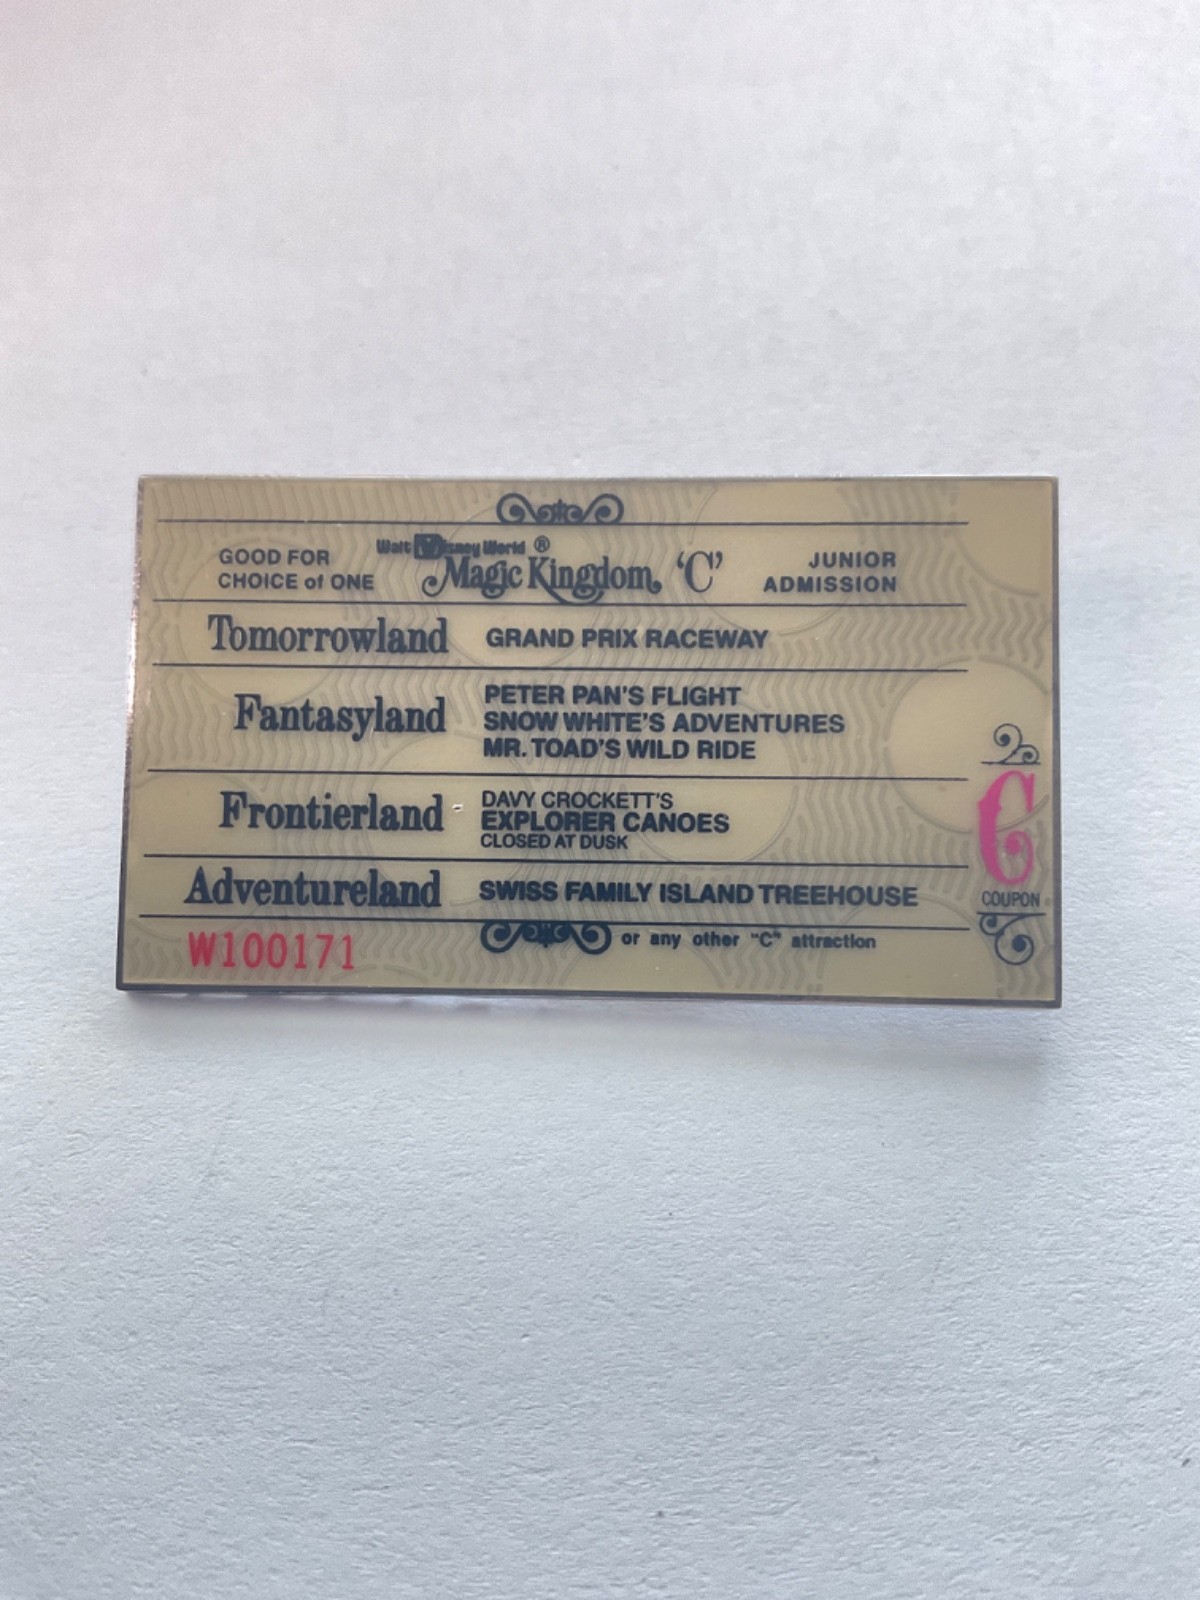 GOOD FOR
CHOICE of ONE
Walt Disney World ®
Magic Kingdom 'C'
JUNIOR
ADMISSION
Tomorrowland GRAND PRIX RACEWAY
Fantasyland PETER PAN'S FLIGHT
SNOW WHITE'S ADVENTURES
MR. TOAD'S WILD RIDE
Frontierland DAVY CROCKETT'S
EXPLORER CANOES
CLOSED AT DUSK
Adventureland SWISS FAMILY ISLAND TREEHOUSE
W100171 or any other "C" attraction
C
COUPON